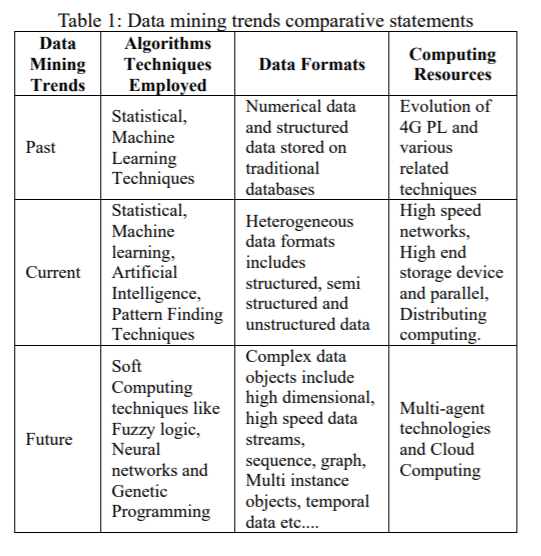 Table 1: Data mining trends comparative statements
Data
Mining
Trends
Algorithms
Techniques
Employed
Data Formats
Computing
Resources
Past
Statistical,
Machine
Learning
Techniques
Numerical data
and structured
data stored on
traditional
databases
Evolution of
4G PL and
various
related
techniques
Current
Statistical,
Machine
learning,
Artificial
Intelligence,
Pattern Finding
Techniques
Heterogeneous
data formats
includes
structured, semi
structured and
unstructured data
High speed
networks,
High end
storage device
and parallel,
Distributing
computing.
Future
Soft
Computing
techniques like
Fuzzy logic,
Neural
networks and
Genetic
Programming
Complex data
objects include
high dimensional,
high speed data
streams,
sequence, graph,
Multi instance
objects, temporal
data etc....
Multi-agent
technologies
and Cloud
Computing